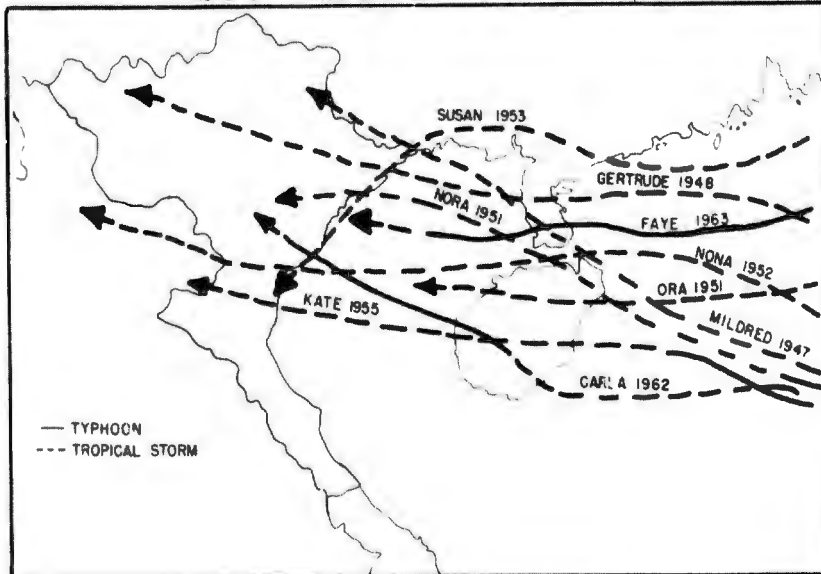 SUSAN 1953
GERTRUDE 1948
NORA 1951
FAYE 1963
NONA 1952
ORA 1951
KATE 1955
MILDRED 1947
CARLA 1962
TYPHOON
TROPICAL STORM